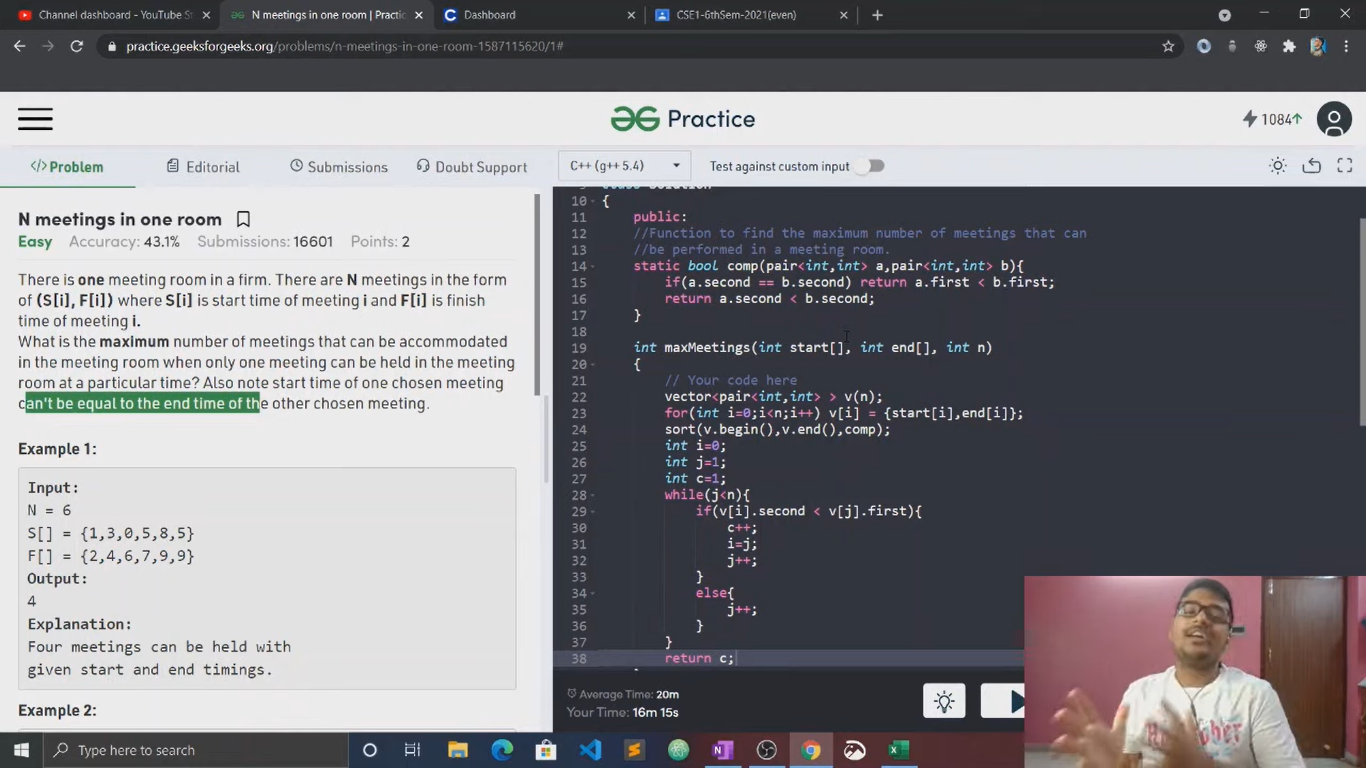 Channel dashboard - YouTube St
N meetings in one room | Practic
Dashboard
CSE1-6thSem-2021(even)
practice.geeksforgeeks.org/problems/n-meetings-in-one-room-1587115620/1#
Practice
1084↑
</>Problem
Editorial
Submissions
Doubt Support
C++ (g++ 5.4)
Test against custom input
N meetings in one room
Easy Accuracy: 43.1% Submissions: 16601 Points: 2
There is one meeting room in a firm. There are N meetings in the form
of (S[i], F[i]) where S[i] is start time of meeting i and F[i] is finish
time of meeting i.
What is the maximum number of meetings that can be accommodated
in the meeting room when only one meeting can be held in the meeting
room at a particular time? Also note start time of one chosen meeting
can't be equal to the end time of the other chosen meeting.
Example 1:
Input:
N = 6
S[] = {1,3,0,5,8,5}
F[] = {2,4,6,7,9,9}
Output:
4
Explanation:
Four meetings can be held with
given start and end timings.
Example 2:
9 class Solution
10 {
11 public:
12 //Function to find the maximum number of meetings that can
13 //be performed in a meeting room.
14 static bool comp(pair<int,int> a,pair<int,int> b){
15 if(a.second == b.second) return a.first < b.first;
16 return a.second < b.second;
17 }
18
19 int maxMeetings(int start[], int end[], int n)
20 {
21 // Your code here
22 vector<pair<int,int> > v(n);
23 for(int i=0;i<n;i++) v[i] = {start[i],end[i]};
24 sort(v.begin(),v.end(),comp);
25 int i=0;
26 int j=1;
27 int c=1;
28 while(j<n){
29 if(v[i].second < v[j].first){
30 c++;
31 i=j;
32 j++;
33 }
34 else{
35 j++;
36 }
37 }
38 return c;
Average Time: 20m
Your Time: 16m 15s
Type here to search